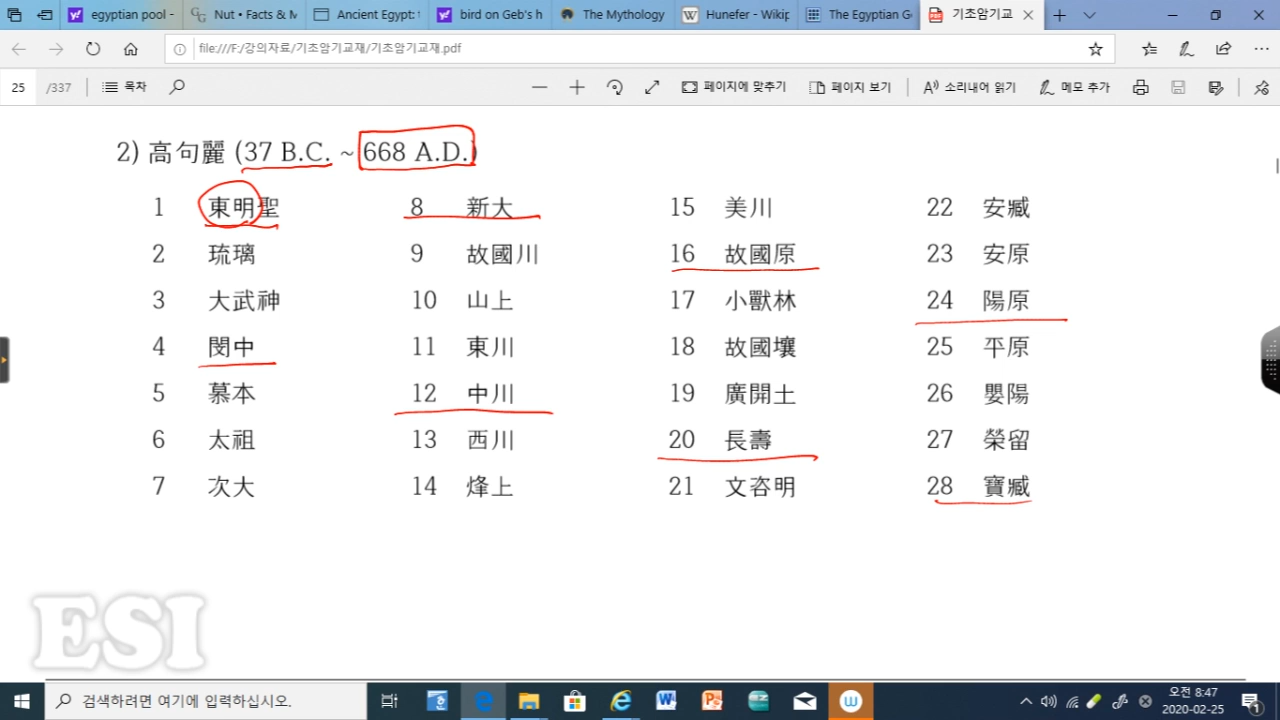 egyptian pool -
Nut • Facts & M
Ancient Egypt: t
bird on Geb's h
The Mythology
Hunefer - Wikip
The Egyptian G
기초암기교
file:///F:/강의자료/기초암기교재/기초암기교재.pdf
25 /337 목차 페이지에 맞추기 페이지 보기 소리내어 읽기 메모 추가
2) 高句麗 (37 B.C. ~ 668 A.D.)
1 東明聖 8 新大 15 美川 22 安臧
2 琉璃 9 故國川 16 故國原 23 安原
3 大武神 10 山上 17 小獸林 24 陽原
4 閔中 11 東川 18 故國壤 25 平原
5 慕本 12 中川 19 廣開土 26 嬰陽
6 太祖 13 西川 20 長壽 27 榮留
7 次大 14 烽上 21 文咨明 28 寶臧
ESI
검색하려면 여기에 입력하십시오.
오전 8:47
2020-02-25